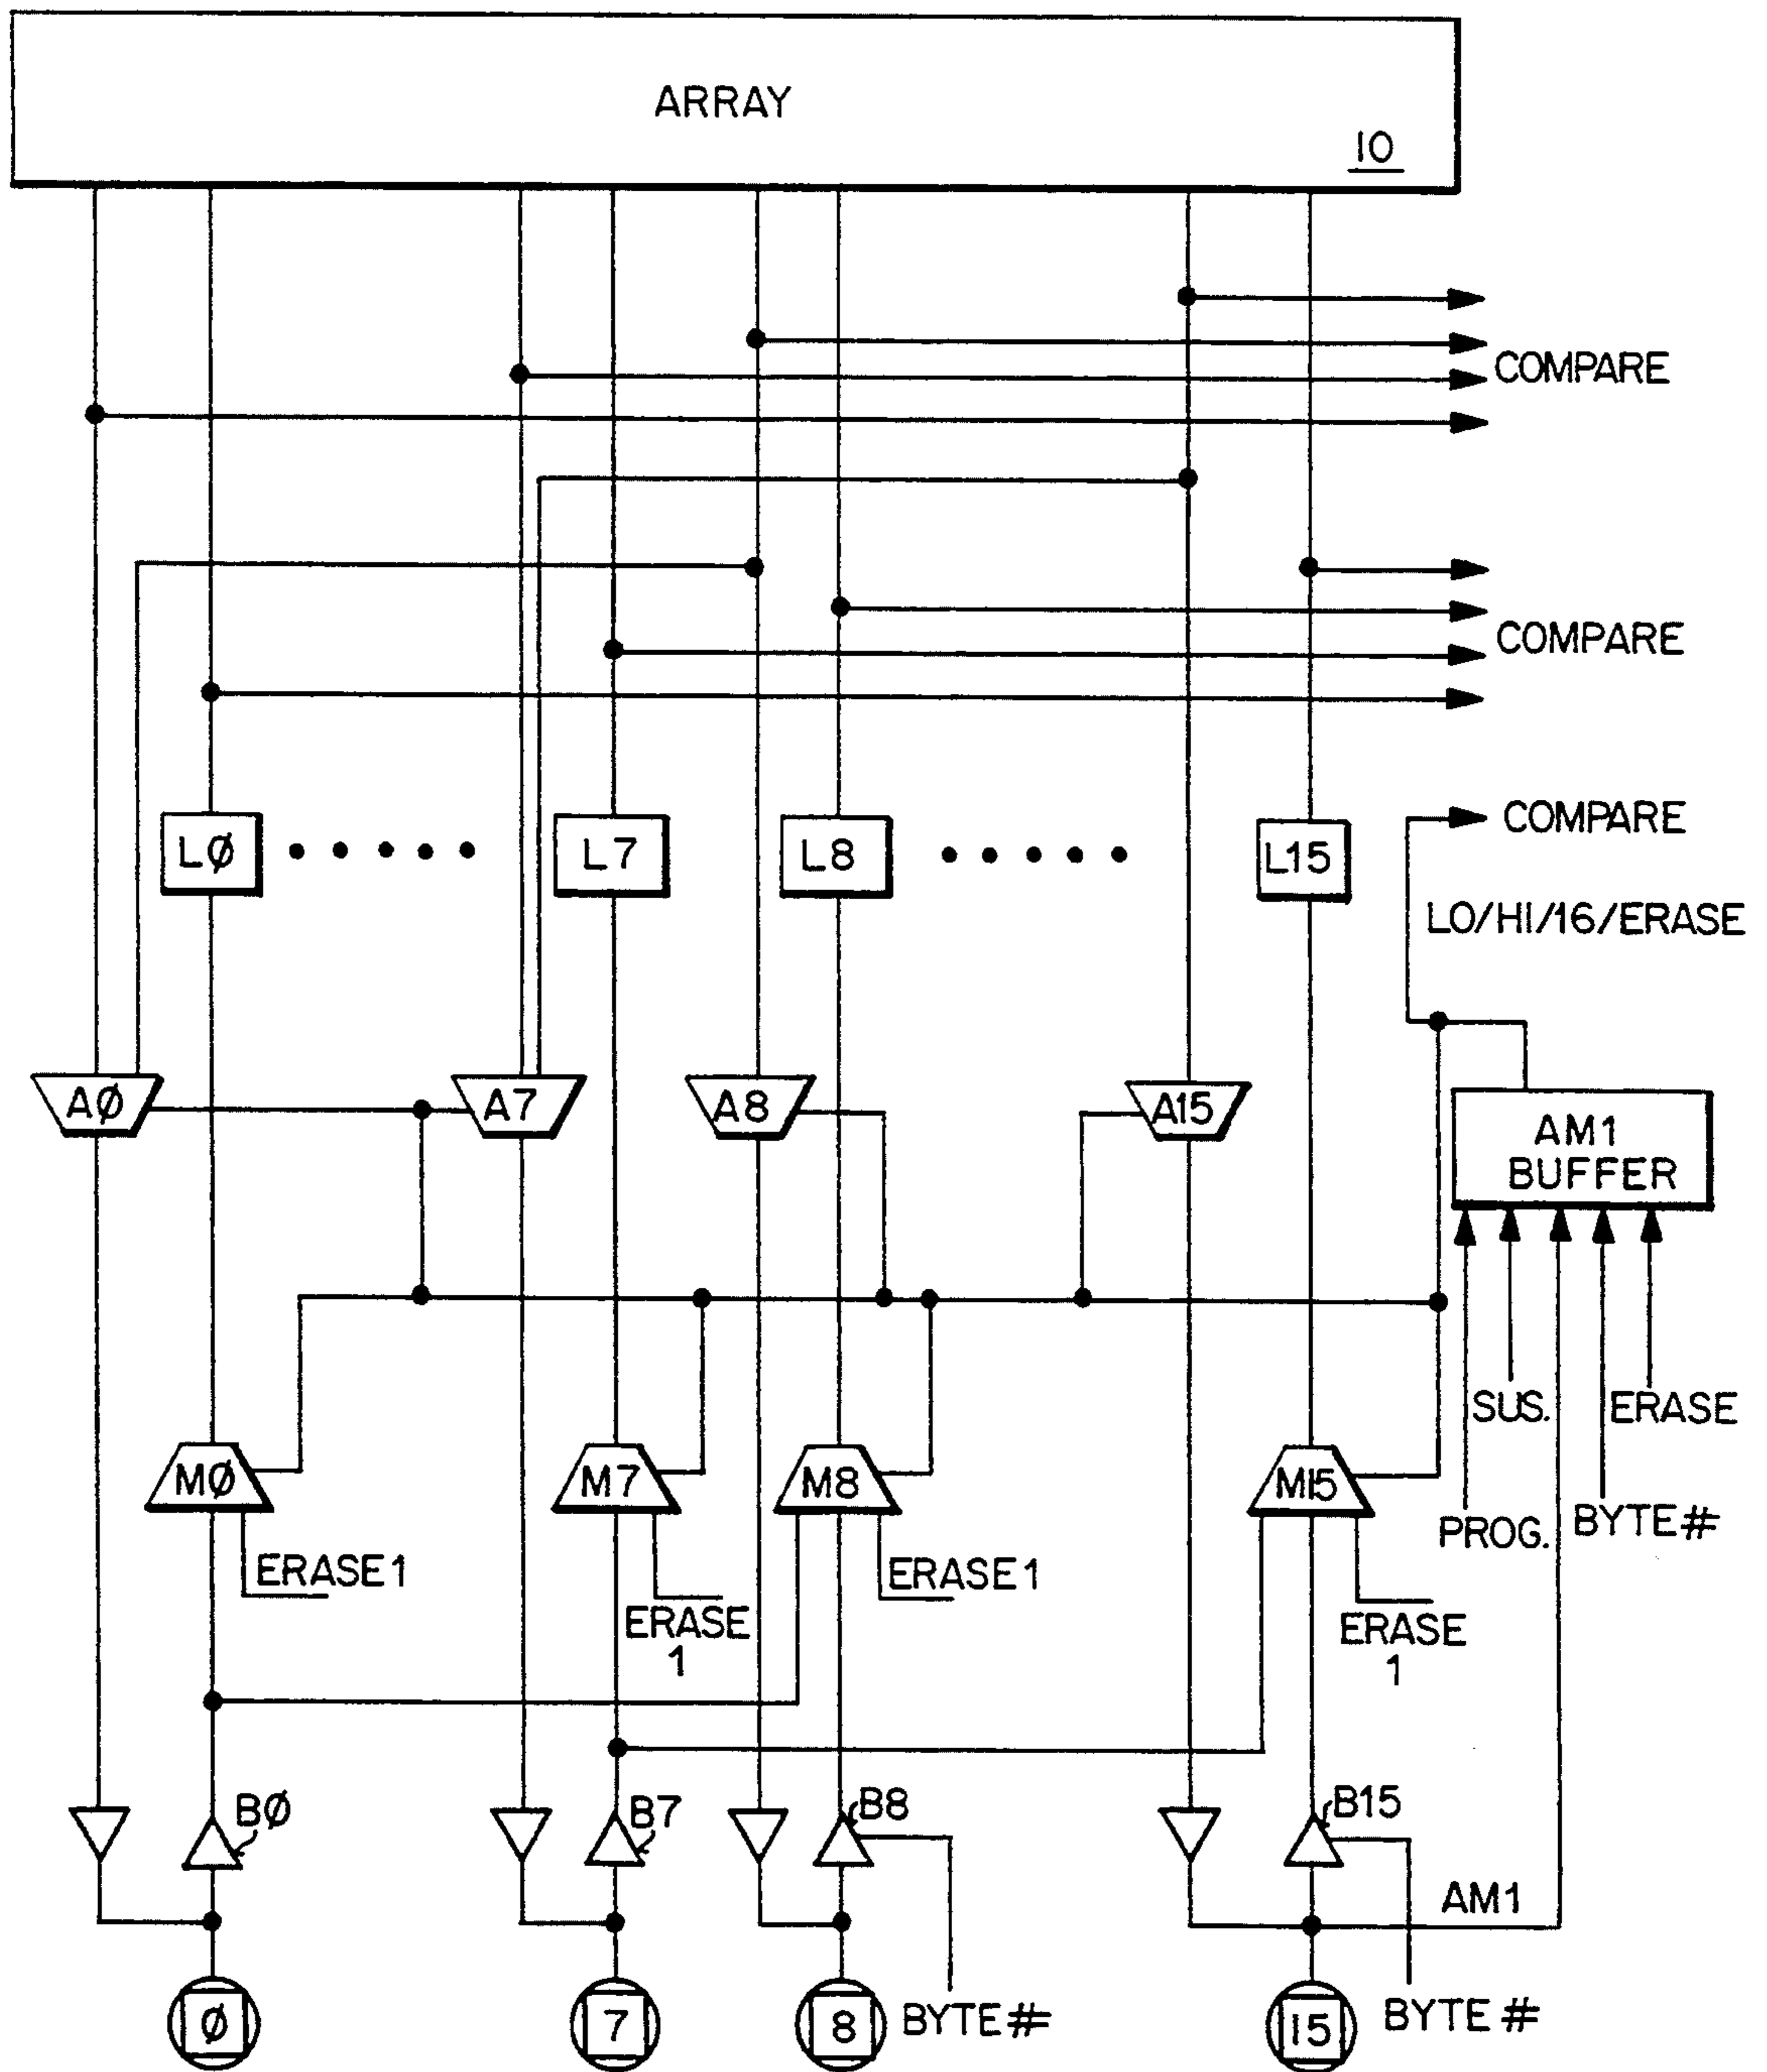 ARRAY
10
COMPARE
COMPARE
COMPARE
LØ
L7
L8
L15
LO/HI/16/ERASE
AØ
A7
A8
A15
AM1
BUFFER
SUS.
ERASE
PROG.
BYTE#
MØ
M7
M8
M15
ERASE 1
ERASE
1
ERASE 1
ERASE
1
BØ
B7
B8
B15
AM1
Ø
7
8
BYTE#
15
BYTE#